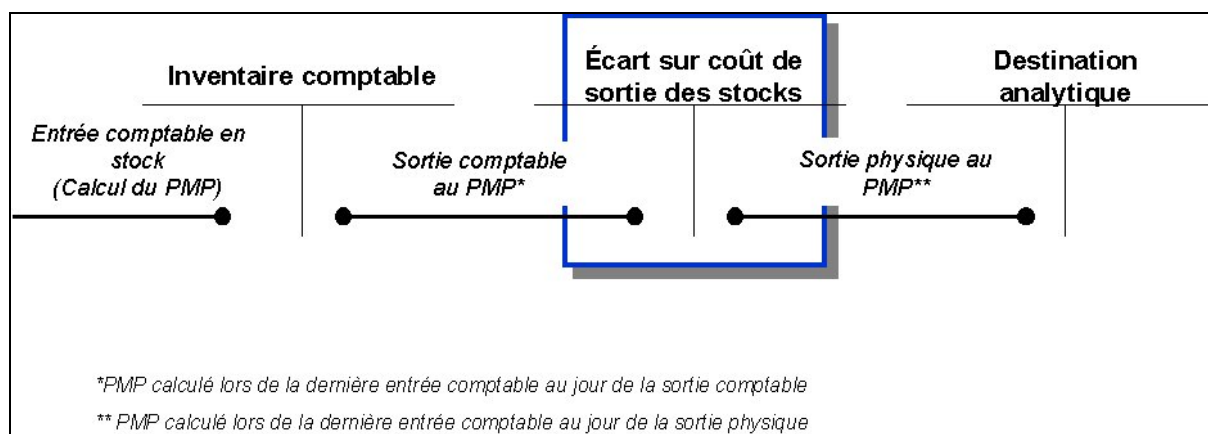 Inventaire comptable
Écart sur coût de
sortie des stocks
Destination
analytique
Entrée comptable en
stock
(Calcul du PMP)
Sortie comptable
au PMP*
Sortie physique au
PMP**
*PMP calculé lors de la dernière entrée comptable au jour de la sortie comptable
** PMP calculé lors de la dernière entrée comptable au jour de la sortie physique